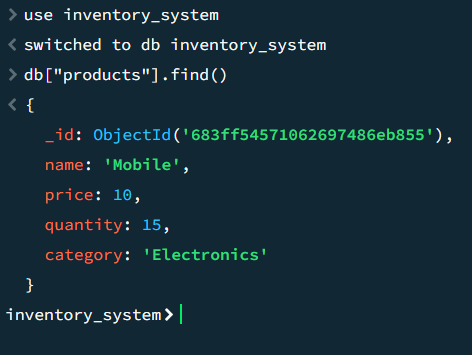 > use inventory_system
< switched to db inventory_system
> db["products"].find()
< {
_id: ObjectId('683ff54571062697486eb855'),
name: 'Mobile',
price: 10,
quantity: 15,
category: 'Electronics'
}
inventory_system>